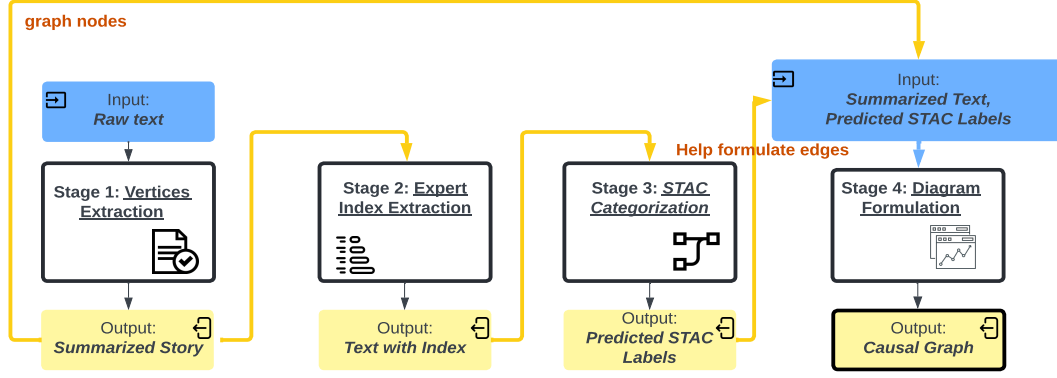 graph nodes
Input:
Raw text
Stage 1: Vertices
Extraction
Output:
Summarized Story
Stage 2: Expert
Index Extraction
Output:
Text with Index
Stage 3: STAC
Categorization
Output:
Predicted STAC
Labels
Help formulate edges
Input:
Summarized Text,
Predicted STAC Labels
Stage 4: Diagram
Formulation
Output:
Causal Graph